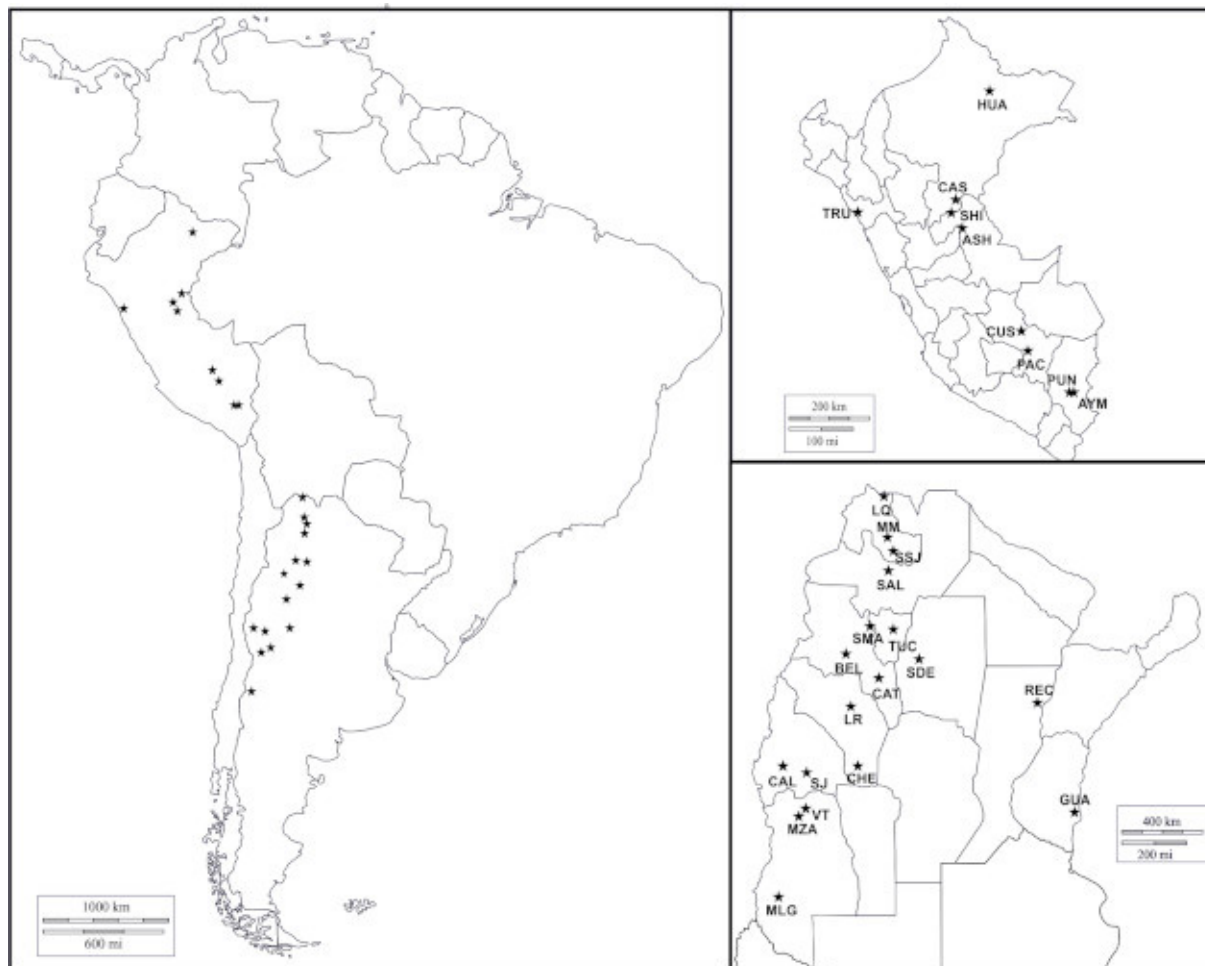 1000 km
600 mi
HUA
CAS
TRU
SHI
ASH
CUS
PAC
PUN
AYM
200 km
100 mi
LQ
MM
SSJ
SAL
SMA
TUC
BEL
SDE
CAT
REC
LR
CAL
SJ
CHE
VT
MZA
GUA
400 km
200 mi
MLG